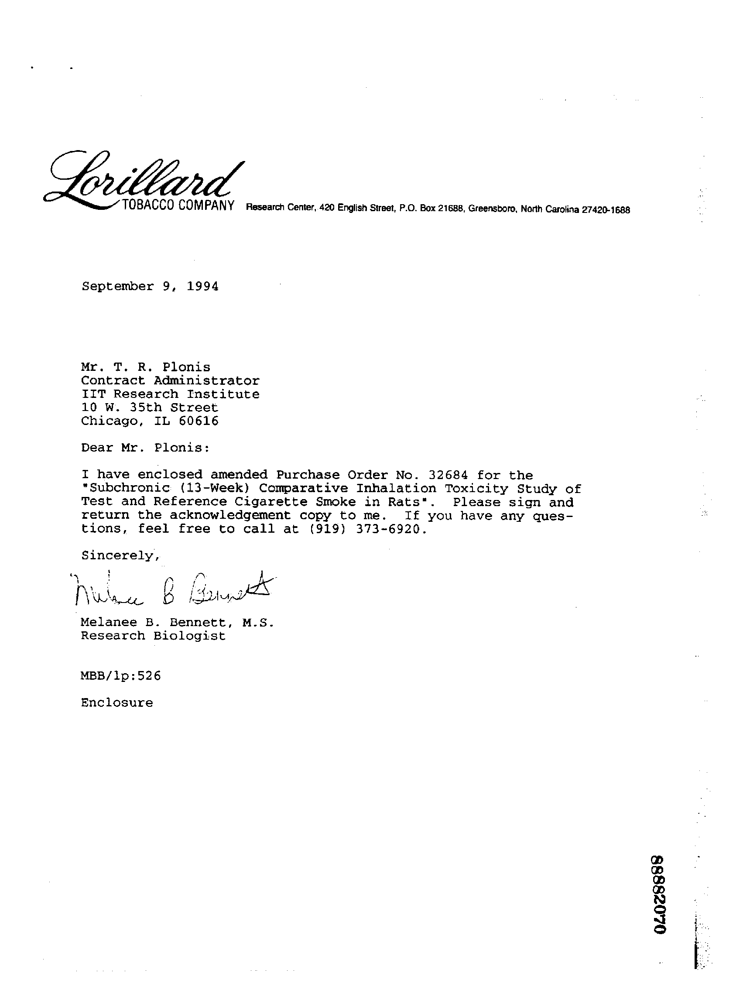 Lorillard
TOBACCO COMPANY Research Center, 420 English Street, P.O. Box 21688, Greensboro, North Carolina 27420-1688
September 9, 1994
Mr. T. R. Plonis
Contract Administrator
IIT Research Institute
10 W. 35th Street
Chicago, IL 60616
Dear Mr. Plonis:
I have enclosed amended Purchase Order No. 32684 for the
"Subchronic (13-Week) Comparative Inhalation Toxicity Study of
Test and Reference Cigarette Smoke in Rats". Please sign and
return the acknowledgement copy to me. If you have any ques-
tions, feel free to call at (919) 373-6920.
Sincerely,
Melanee B Bennett
Melanee B. Bennett, M.S.
Research Biologist
MBB/lp:526
Enclosure
88882070